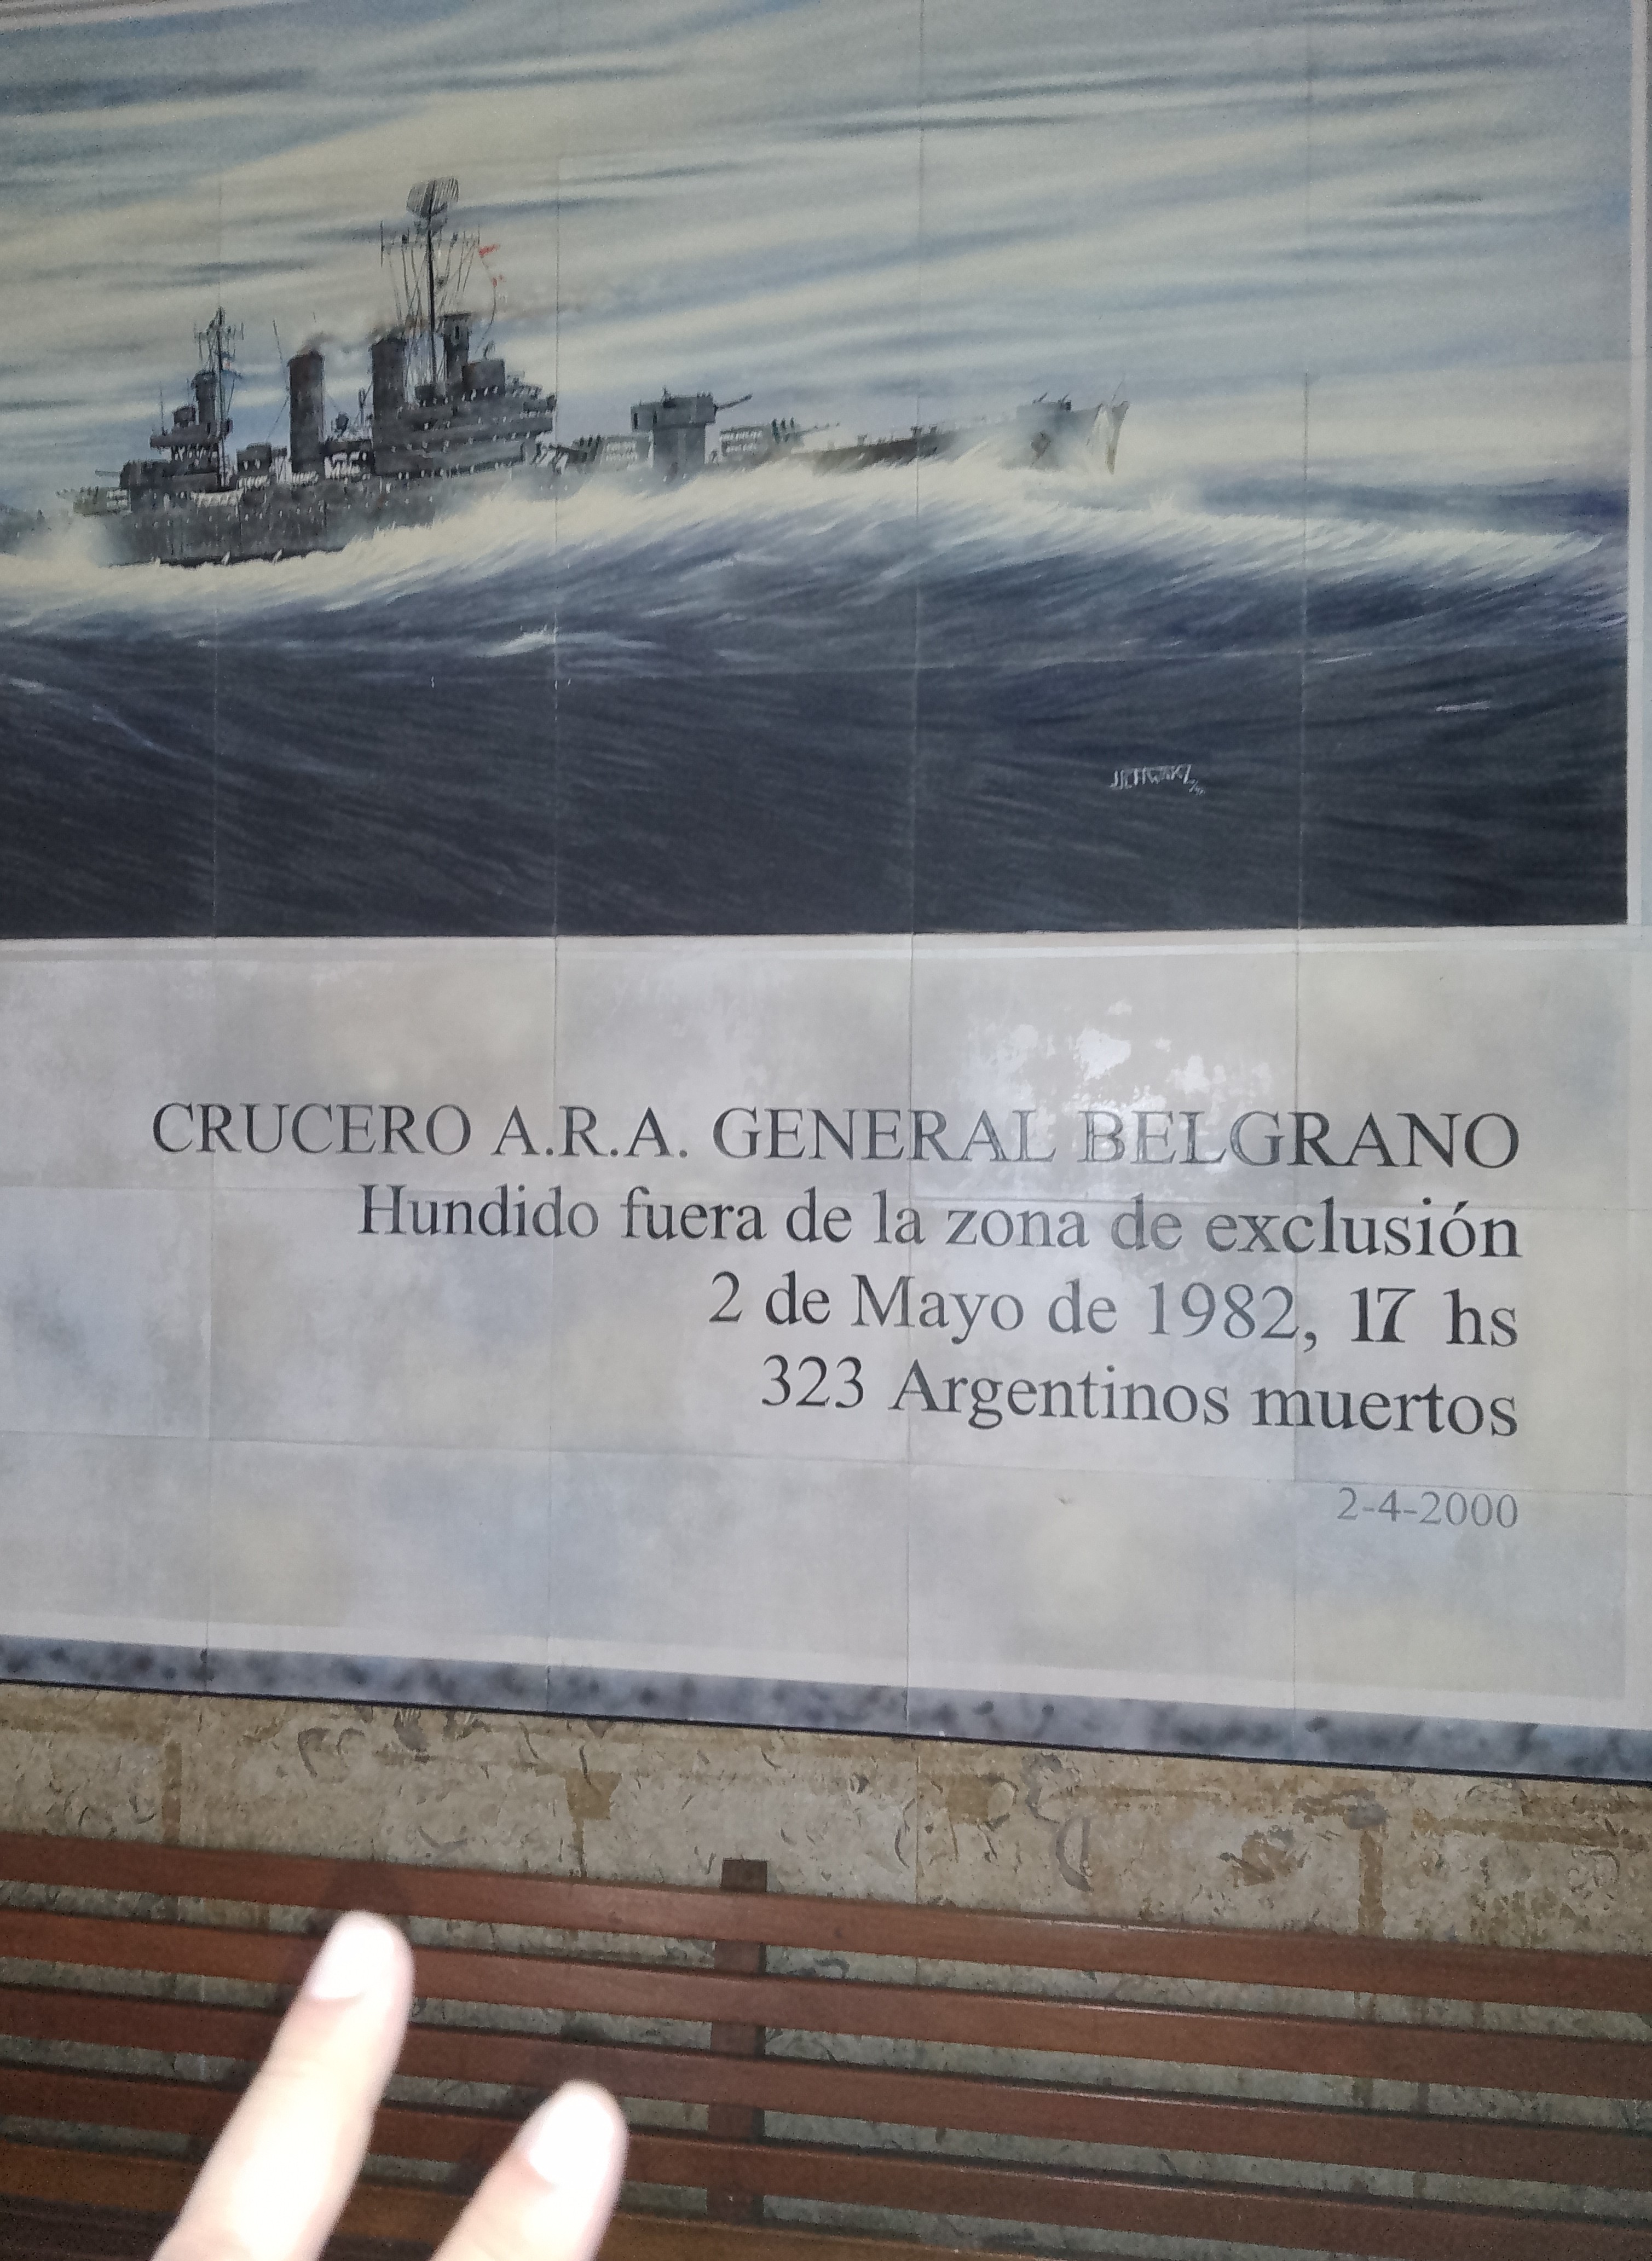 CRUCERO A.R.A. GENERAL BELGRANO
Hundido fuera de la zona de exclusión
2 de Mayo de 1982, 17 hs
323 Argentinos muertos
2-4-2000